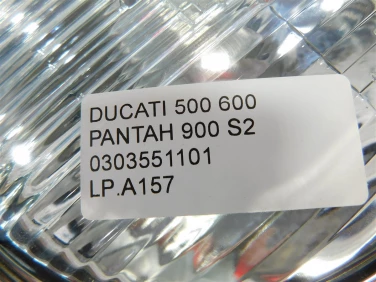 DUCATI 500 600
PANTAH 900 S2
0303551101
LP.A157